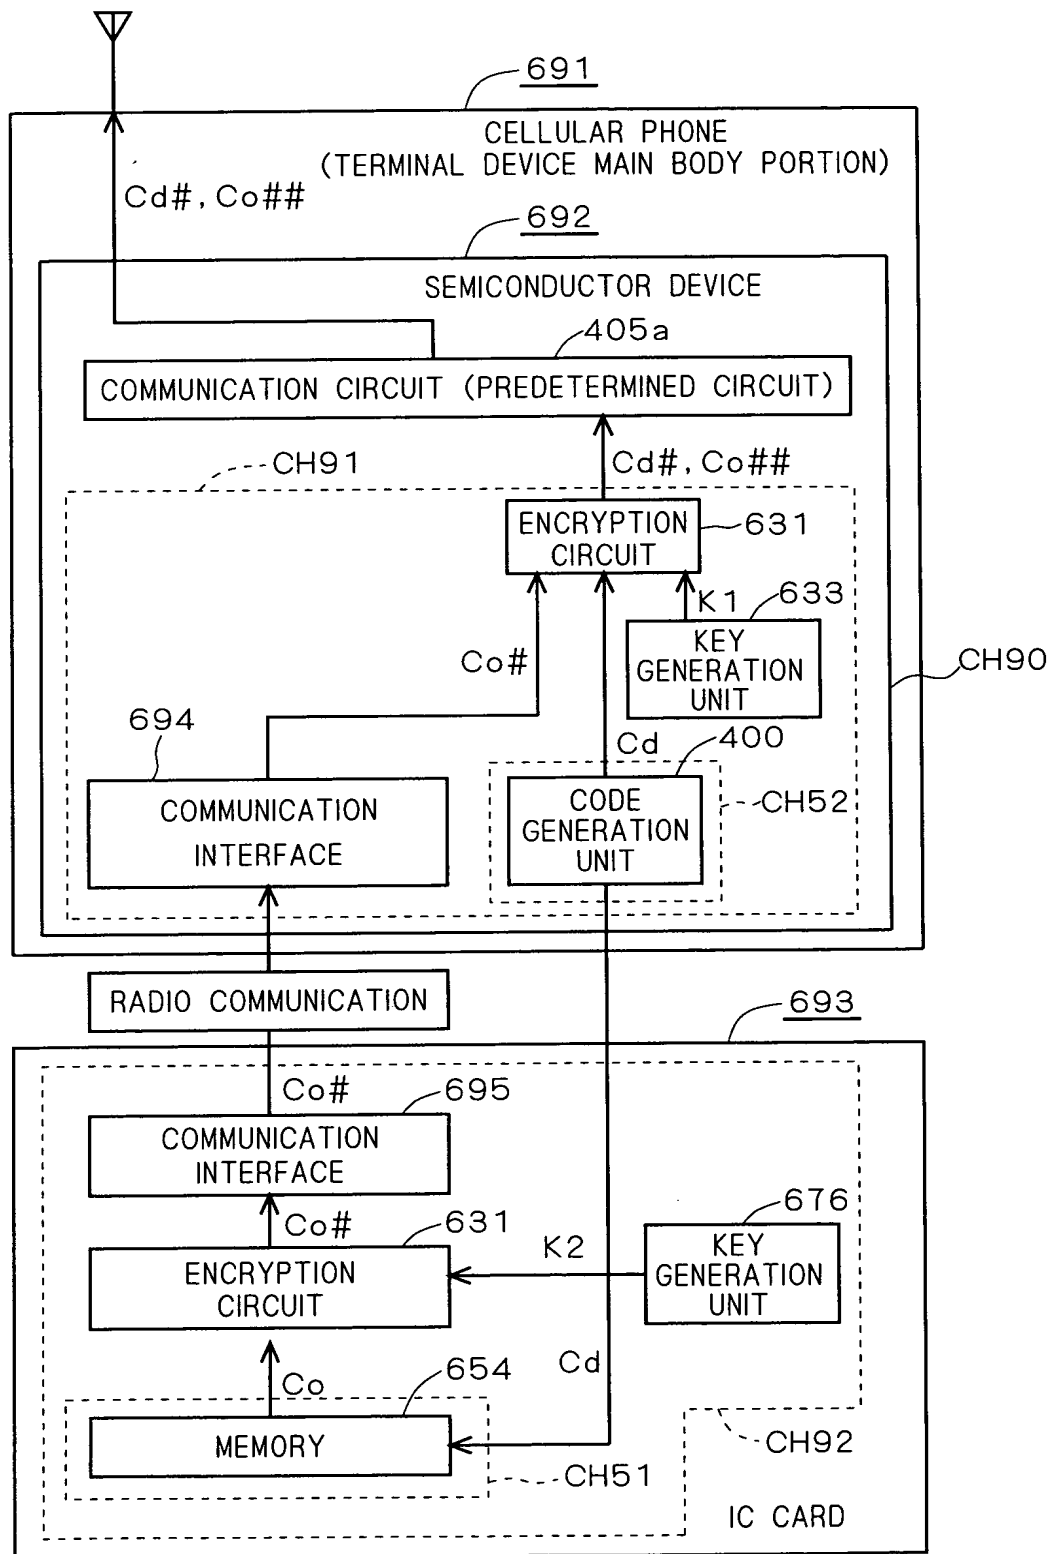 691
CELLULAR PHONE
(TERMINAL DEVICE MAIN BODY PORTION)
Cd#, Co##
692
SEMICONDUCTOR DEVICE
405a
COMMUNICATION CIRCUIT (PREDETERMINED CIRCUIT)
CH91
Cd#, Co##
ENCRYPTION
CIRCUIT
631
K1
633
KEY
GENERATION
UNIT
Co#
CH90
694
Cd
400
COMMUNICATION
INTERFACE
CODE
GENERATION
UNIT
CH52
RADIO COMMUNICATION
693
Co#
695
COMMUNICATION
INTERFACE
Co#
631
676
ENCRYPTION
CIRCUIT
K2
KEY
GENERATION
UNIT
Co
654
Cd
MEMORY
CH51
CH92
IC CARD